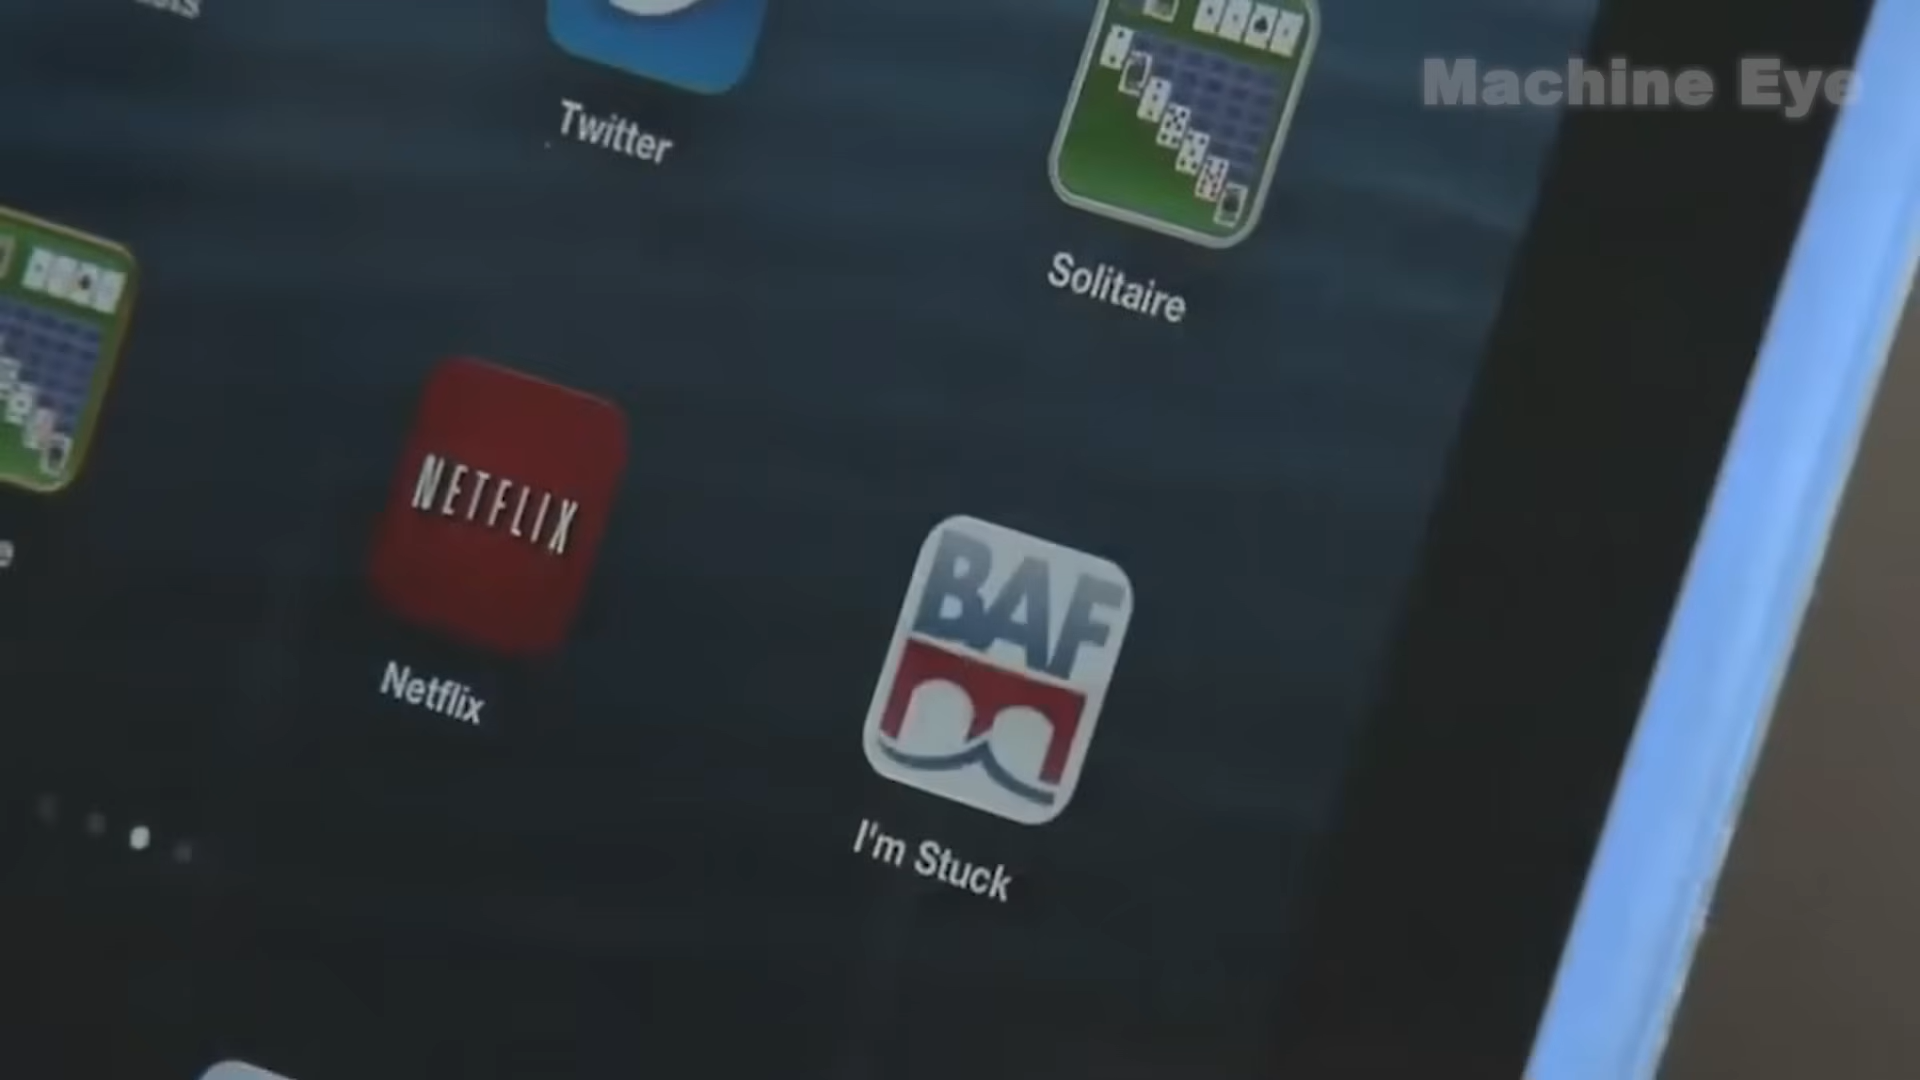 Machine Eye
Twitter
Solitaire
NETFLIX
Netflix
BAF
I'm Stuck